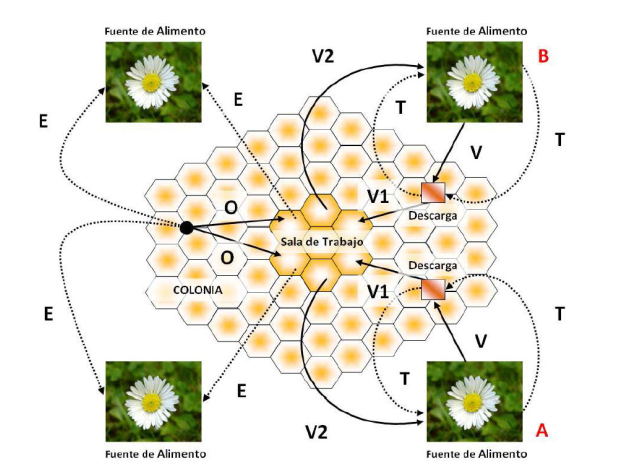 Fuente de Alimento
Fuente de Alimento
V2
B
E
T
E
T
V
V1
O
Descarga
Sala de Trabajo
O
Descarga
COLONIA
V1
E
T
V
T
E
V2
A
Fuente de Alimento
Fuente de Alimento